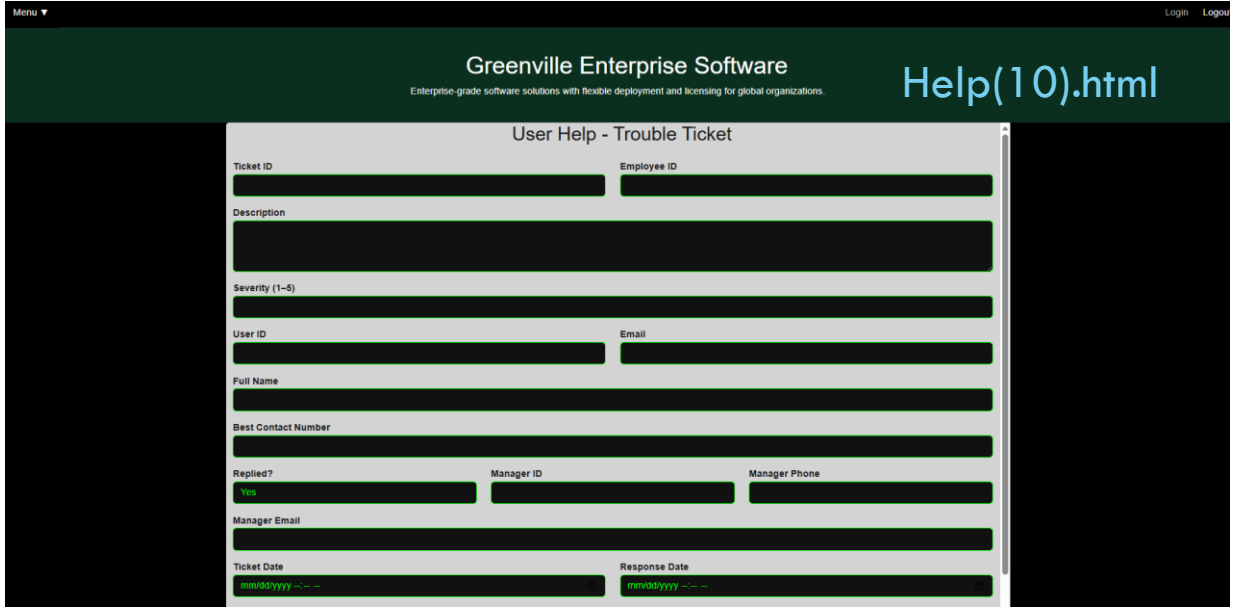 Menu ▼ Login Logou
Greenville Enterprise Software
Enterprise-grade software solutions with flexible deployment and licensing for global organizations.
Help(10).html
User Help - Trouble Ticket
Ticket ID Employee ID
Description
Severity (1–5)
User ID Email
Full Name
Best Contact Number
Replied? Manager ID Manager Phone
Yes
Manager Email
Ticket Date Response Date
mm/dd/yyyy --:-- -- mm/dd/yyyy --:-- --